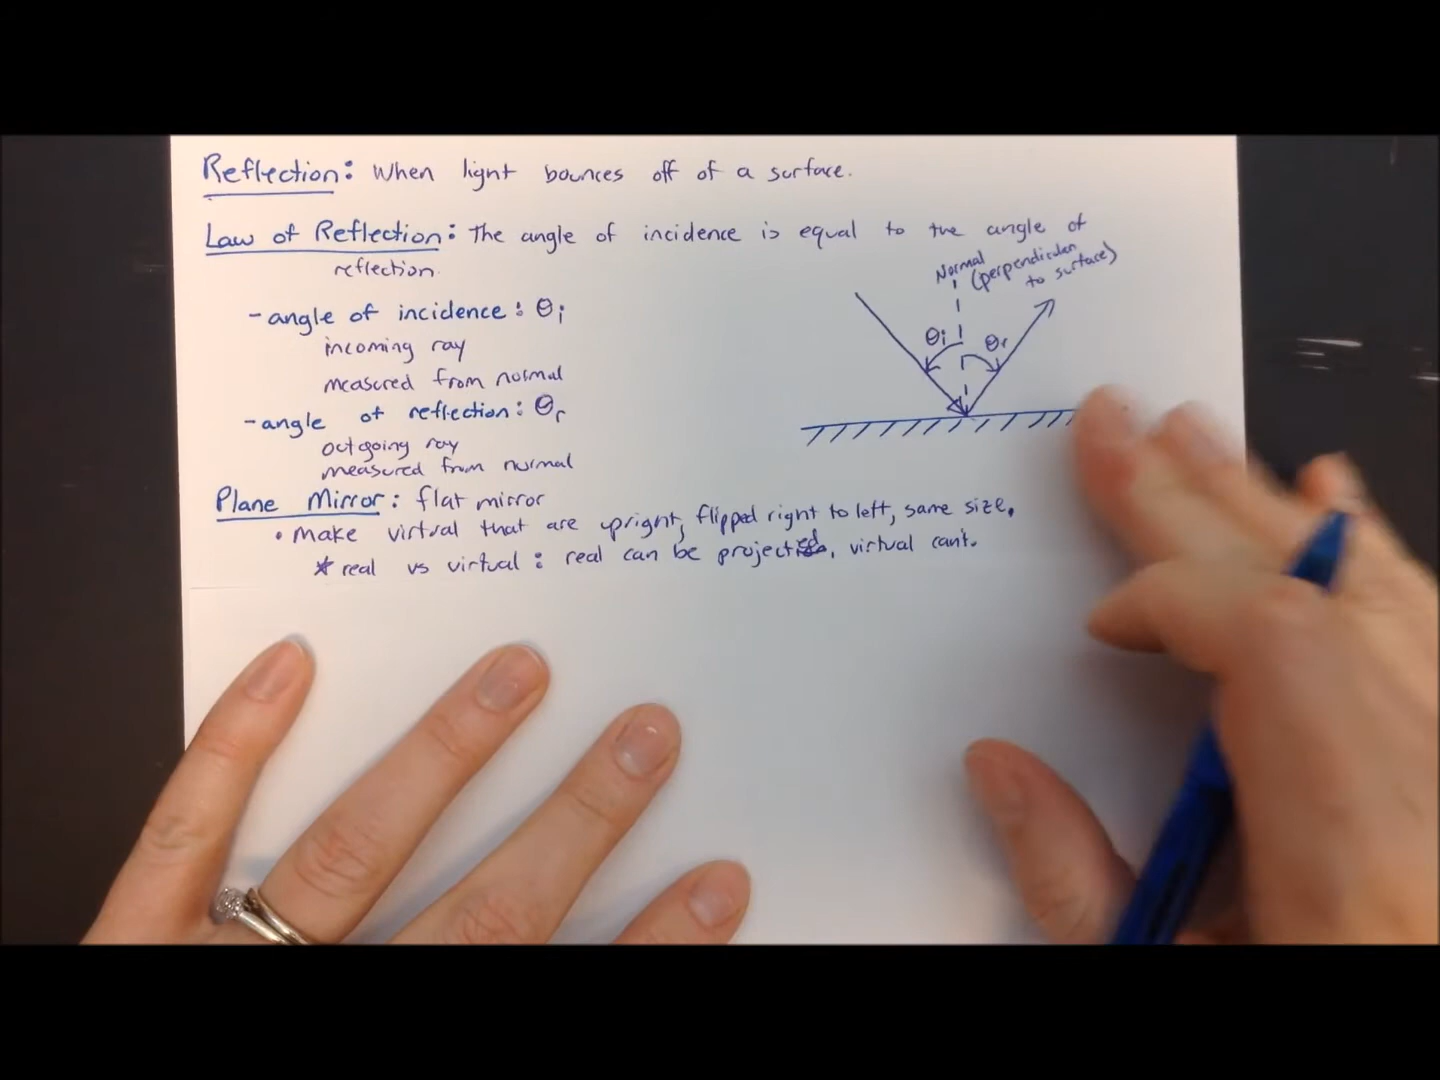 Reflection: When light bounces off of a surface.
Law of Reflection: The angle of incidence is equal to the angle of
reflection
Normal
(perpendicular
to surface)
- angle of incidence: θi
incoming ray
measured from normal
θi θr
- angle of reflection: θr
outgoing ray
measured from normal
Plane Mirror: flat mirror
• Make virtual that are upright, flipped right to left, same size.
* real vs virtual: real can be projected, virtual can't.